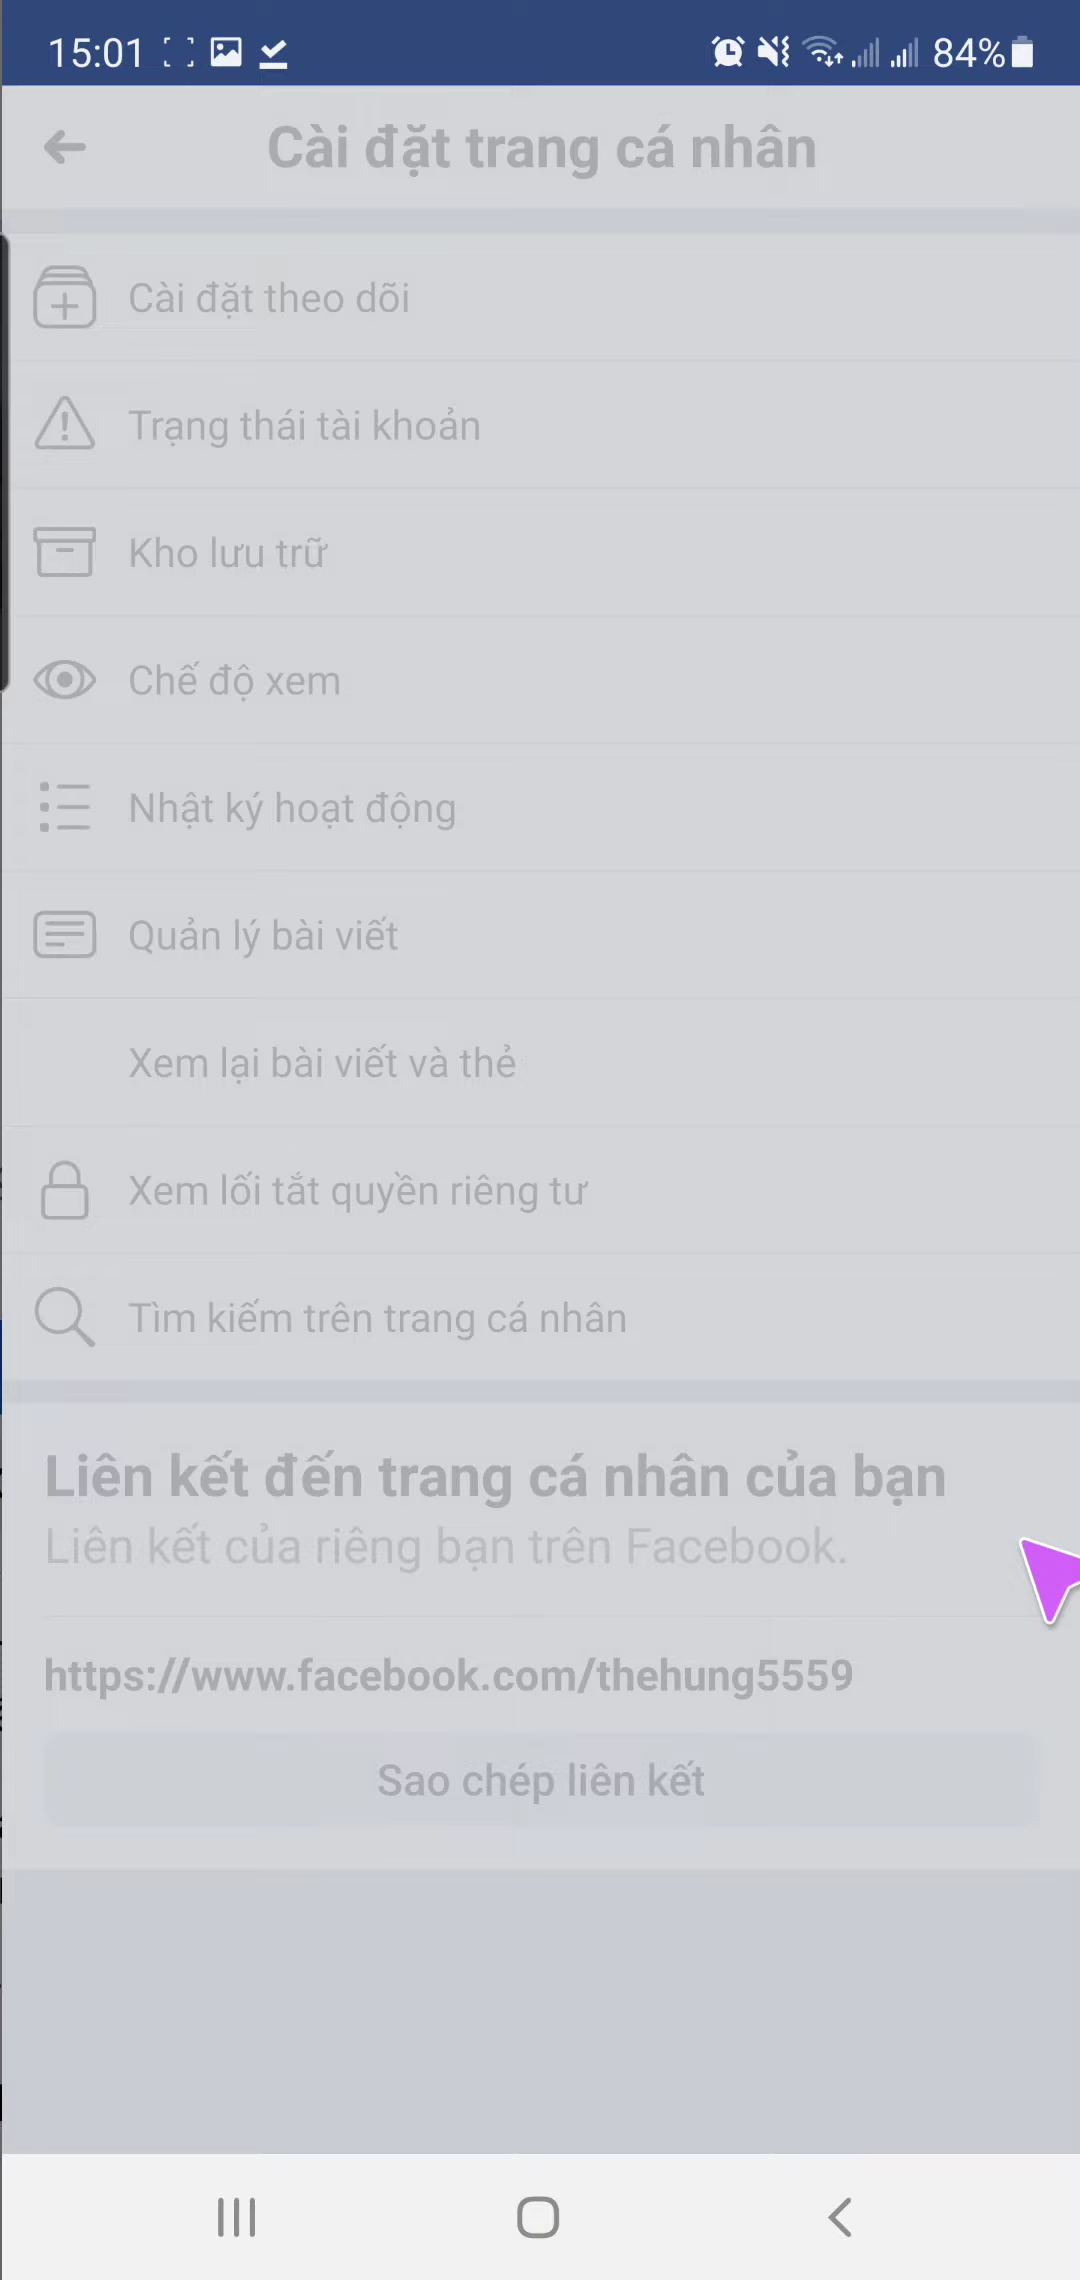 15:01
84%
Cài đặt trang cá nhân
Cài đặt theo dõi
Trạng thái tài khoản
Kho lưu trữ
Chế độ xem
Nhật ký hoạt động
Quản lý bài viết
Xem lại bài viết và thẻ
Xem lối tắt quyền riêng tư
Tìm kiếm trên trang cá nhân
Liên kết đến trang cá nhân của bạn
Liên kết của riêng bạn trên Facebook.
https://www.facebook.com/thehung5559
Sao chép liên kết